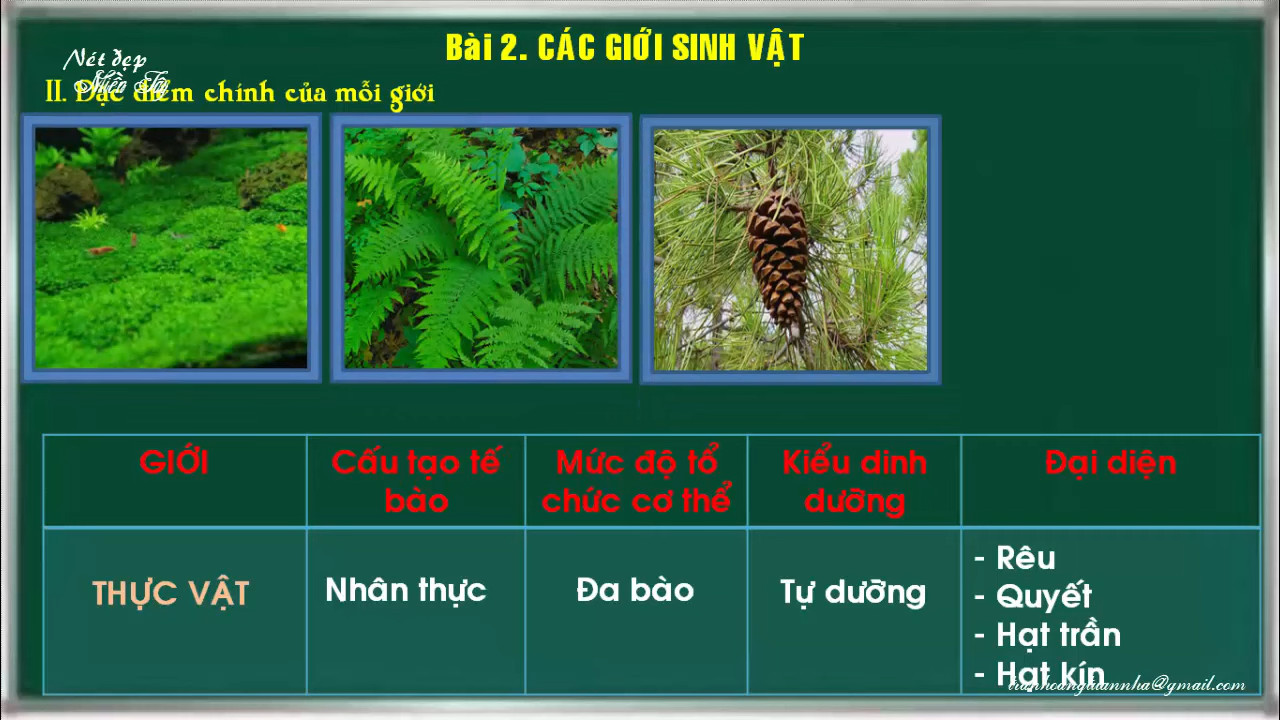 Bài 2. CÁC GIỚI SINH VẬT
Nét đẹp
Miền Tây
II. Đặc điểm chính của mỗi giới
GIỚI
Cấu tạo tế
bào
Mức độ tổ
chức cơ thể
Kiểu dinh
dưỡng
Đại diện
THỰC VẬT
Nhân thực
Đa bào
Tự dưỡng
- Rêu
- Quyết
- Hạt trần
- Hạt kín